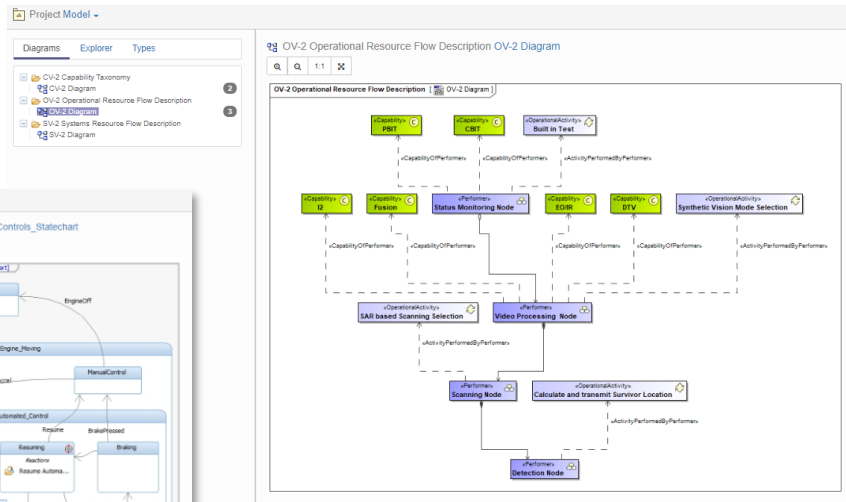 Project Model
Diagrams Explorer Types
CV-2 Capability Taxonomy
CV-2 Diagram 2
OV-2 Operational Resource Flow Description
OV-2 Diagram 3
SV-2 Systems Resource Flow Description
SV-2 Diagram
OV-2 Operational Resource Flow Description OV-2 Diagram
1:1
OV-2 Operational Resource Flow Description [ OV-2 Diagram ]
«Capability» C
PBIT
«Capability» C
CBIT
«OperationalActivity»
Built in Test
«CapabilityOfPerformer» «CapabilityOfPerformer» «ActivityPerformedByPerformer»
«Capability» C
I2
«Capability» C
Fusion
«Performer»
Status Monitoring Node
«Capability» C
EO/IR
«Capability» C
DTV
«OperationalActivity»
Synthetic Vision Mode Selection
«CapabilityOfPerformer» «CapabilityOfPerformer» «CapabilityOfPerformer» «CapabilityOfPerformer» «ActivityPerformedByPerformer»
«OperationalActivity»
SAR based Scanning Selection
«Performer»
Video Processing Node
«ActivityPerformedByPerformer»
«Performer»
Scanning Node
«OperationalActivity»
Calculate and transmit Survivor Location
«ActivityPerformedByPerformer»
«Performer»
Detection Node
Controls_Statechart
EngineOff
Engine_Moving
ManualControl
Resume BrakePressed
Resuming
Reactions
Resume Automa...
Braking